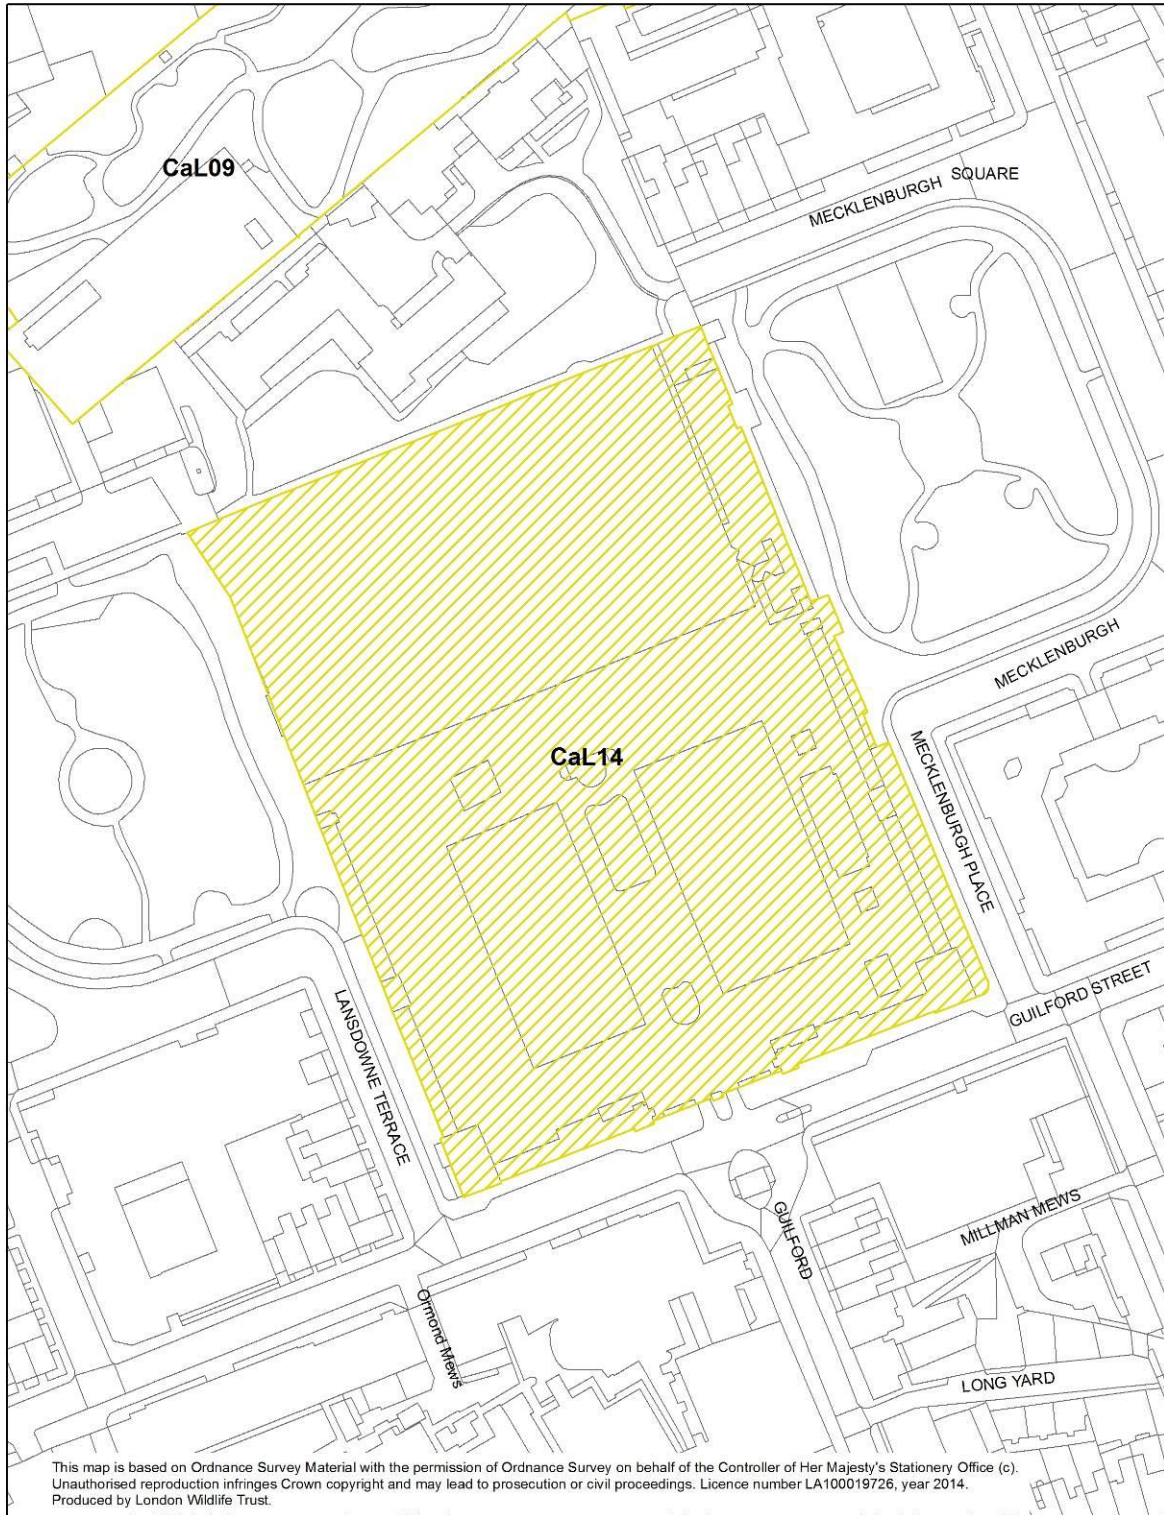 CaL09
MECKLENBURGH SQUARE
MECKLENBURGH
CaL14
MECKLENBURGH PLACE
GUILFORD STREET
LANSDOWNE TERRACE
GUILFORD
MILLMAN MEWS
Ormond Mews
LONG YARD
This map is based on Ordnance Survey Material with the permission of Ordnance Survey on behalf of the Controller of Her Majesty's Stationery Office (c).
Unauthorised reproduction infringes Crown copyright and may lead to prosecution or civil proceedings. Licence number LA100019726, year 2014.
Produced by London Wildlife Trust.